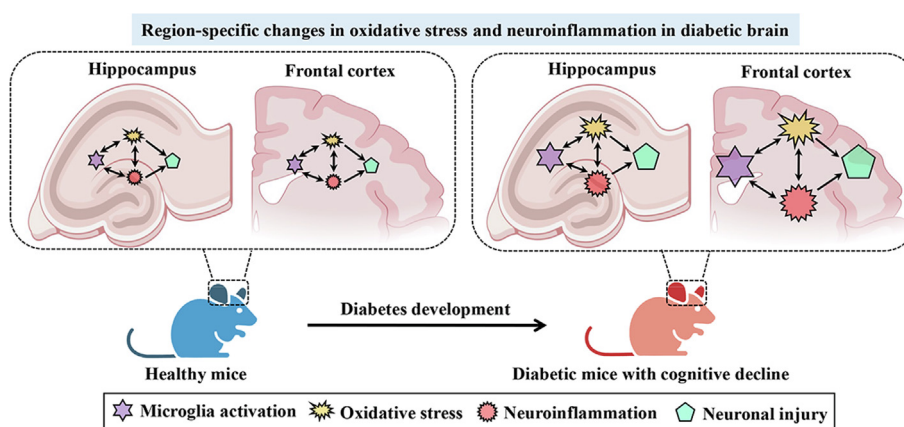 Region-specific changes in oxidative stress and neuroinflammation in diabetic brain
Hippocampus
Frontal cortex
Hippocampus
Frontal cortex
Diabetes development
Healthy mice
Diabetic mice with cognitive decline
Microglia activation
Oxidative stress
Neuroinflammation
Neuronal injury